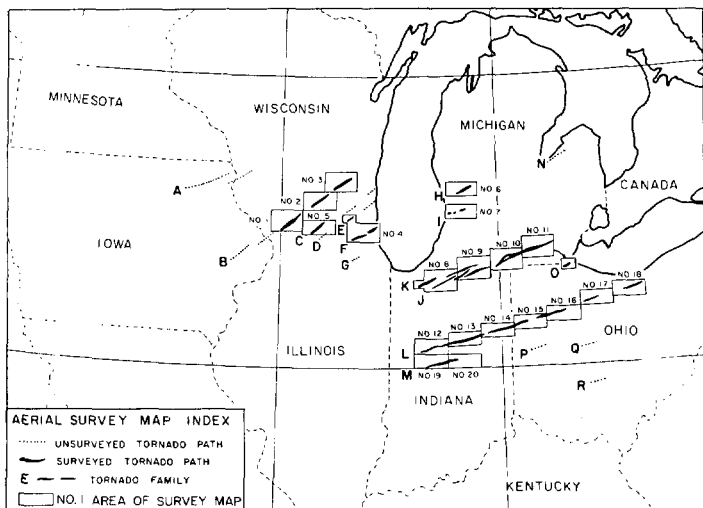 MINNESOTA
WISCONSIN
MICHIGAN
N
CANADA
A
NO. 3
NO. 2
H
NO. 6
NO. 1
NO. 5
E
I
NO. 7
IOWA
C
D
NO. 4
B
F
G
NO. 11
NO. 10
NO. 9
NO. 8
O
K
J
NO. 18
NO. 17
NO. 16
NO. 15
NO. 14
NO. 13
NO. 12
ILLINOIS
L
P
Q
OHIO
M
NO. 19
NO. 20
R
INDIANA
KENTUCKY
AERIAL SURVEY MAP INDEX
UNSURVEYED TORNADO PATH
SURVEYED TORNADO PATH
E TORNADO FAMILY
NO. 1 AREA OF SURVEY MAP